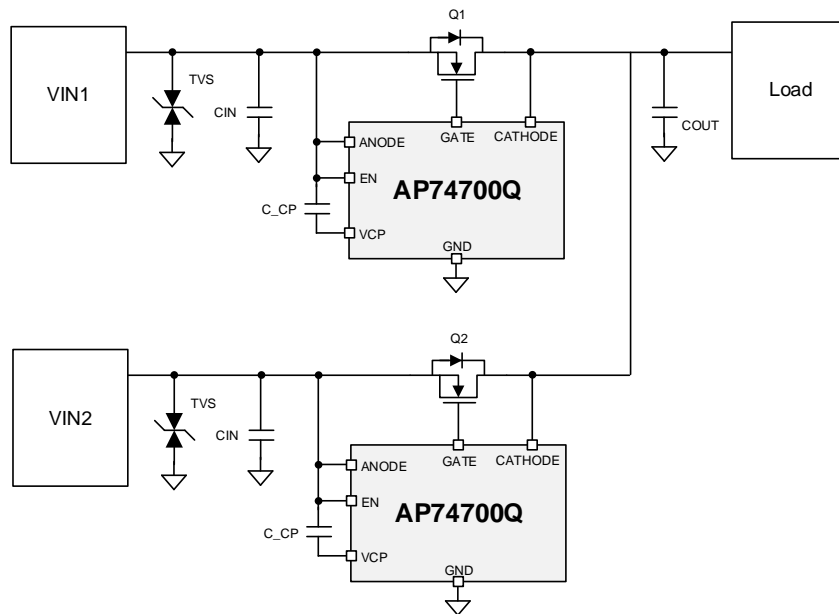 Q1
VIN1
TVS
CIN
Load
COUT
GATE
CATHODE
ANODE
EN
AP74700Q
C_CP
VCP
GND
Q2
VIN2
TVS
CIN
GATE
CATHODE
ANODE
EN
AP74700Q
C_CP
VCP
GND